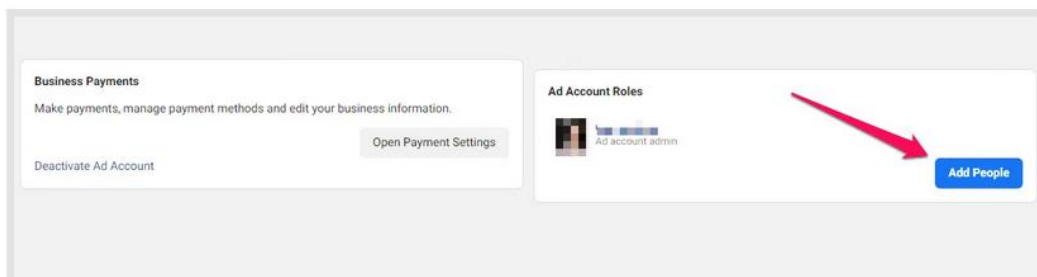 Business Payments
Make payments, manage payment methods and edit your business information.
Open Payment Settings
Deactivate Ad Account
Ad Account Roles
Ad account admin
Add People